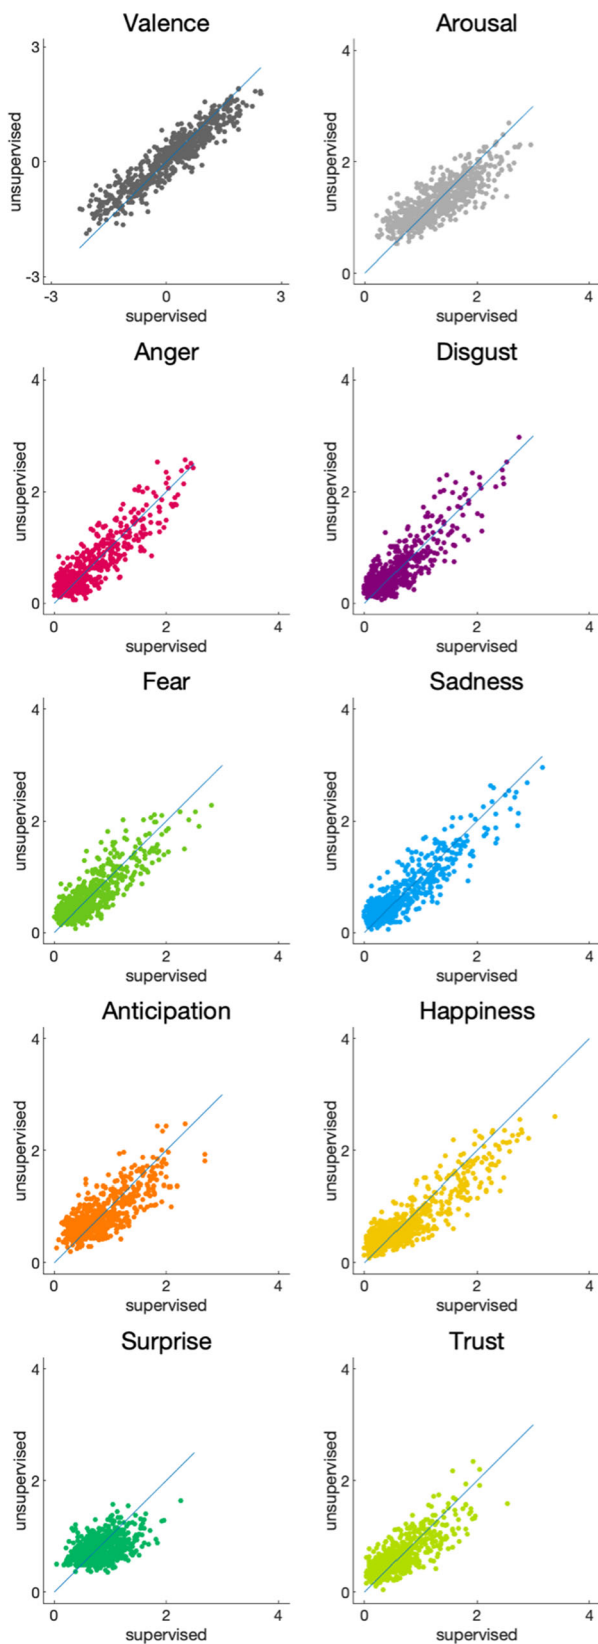 Valence
Arousal
3
0
-3
-3 0 3
unsupervised
supervised
4
2
0
0 2 4
unsupervised
supervised
Anger
Disgust
4
2
0
0 2 4
unsupervised
supervised
4
2
0
0 2 4
unsupervised
supervised
Fear
Sadness
4
2
0
0 2 4
unsupervised
supervised
4
2
0
0 2 4
unsupervised
supervised
Anticipation
Happiness
4
2
0
0 2 4
unsupervised
supervised
4
2
0
0 2 4
unsupervised
supervised
Surprise
Trust
4
2
0
0 2 4
unsupervised
supervised
4
2
0
0 2 4
unsupervised
supervised